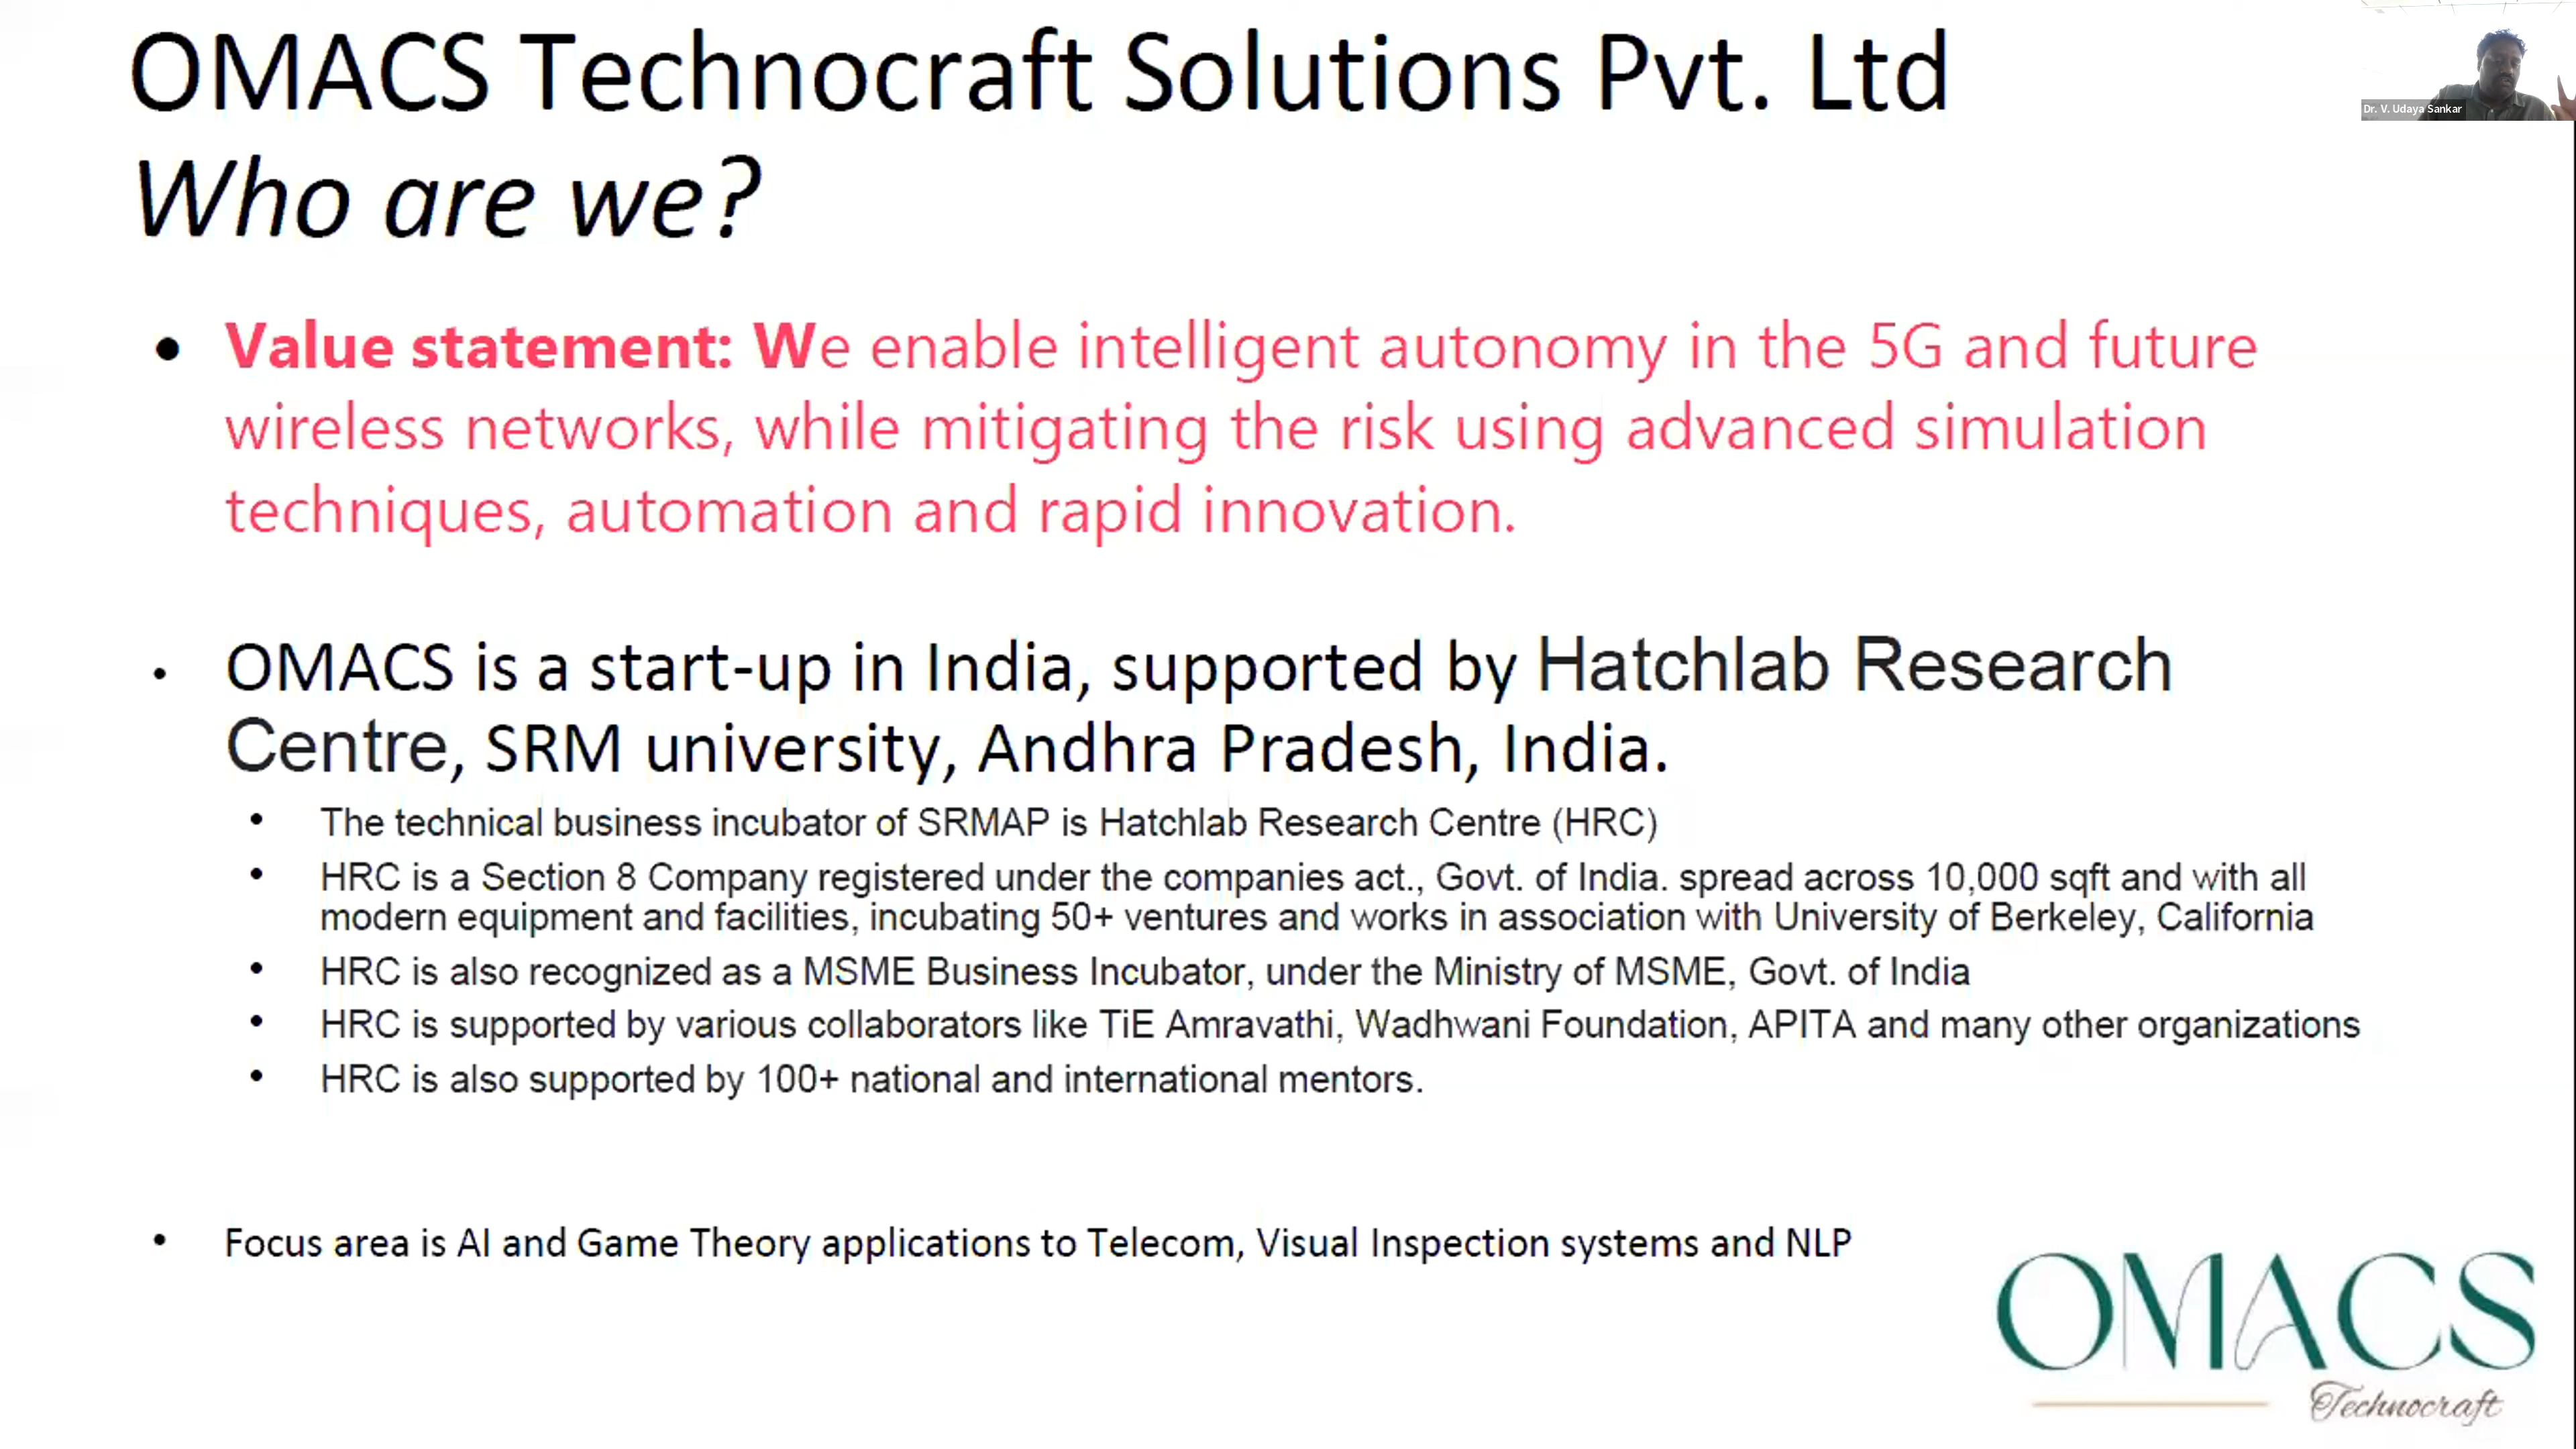 OMACS Technocraft Solutions Pvt. Ltd
Who are we?
Dr. V. Udaya Sankar
• Value statement: We enable intelligent autonomy in the 5G and future
wireless networks, while mitigating the risk using advanced simulation
techniques, automation and rapid innovation.
• OMACS is a start-up in India, supported by Hatchlab Research
Centre, SRM university, Andhra Pradesh, India.
• The technical business incubator of SRMAP is Hatchlab Research Centre (HRC)
• HRC is a Section 8 Company registered under the companies act., Govt. of India. spread across 10,000 sqft and with all
modern equipment and facilities, incubating 50+ ventures and works in association with University of Berkeley, California
• HRC is also recognized as a MSME Business Incubator, under the Ministry of MSME, Govt. of India
• HRC is supported by various collaborators like TiE Amravathi, Wadhwani Foundation, APITA and many other organizations
• HRC is also supported by 100+ national and international mentors.
• Focus area is AI and Game Theory applications to Telecom, Visual Inspection systems and NLP
OMACS
Technocraft